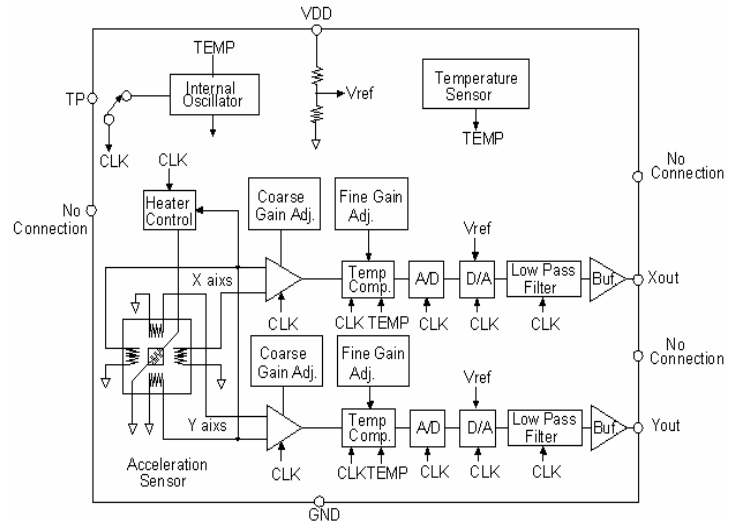 VDD
TEMP
Internal
Oscillator
TP
CLK
Vref
Temperature
Sensor
TEMP
No
Connection
No
Connection
CLK
Heater
Control
Coarse
Gain Adj.
Fine Gain
Adj.
Vref
X aixs
Temp
Comp.
A/D
D/A
Low Pass
Filter
Buf
Xout
CLK
CLK
TEMP
CLK
CLK
CLK
No
Connection
Coarse
Gain Adj.
Fine Gain
Adj.
Vref
Y aixs
Temp
Comp.
A/D
D/A
Low Pass
Filter
Buf
Yout
CLK
CLK
TEMP
CLK
CLK
CLK
Acceleration
Sensor
GND